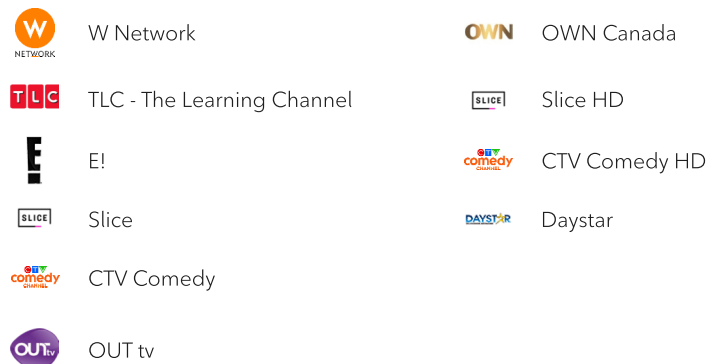 W
NETWORK
W Network
TLC
TLC - The Learning Channel
E!
E!
SLICE
Slice
CTV
comedy
CHANNEL
CTV Comedy
OUTtv
OUT tv
OWN
OWN Canada
SLICE
Slice HD
CTV
comedy
CHANNEL
CTV Comedy HD
DAYSTAR
Daystar